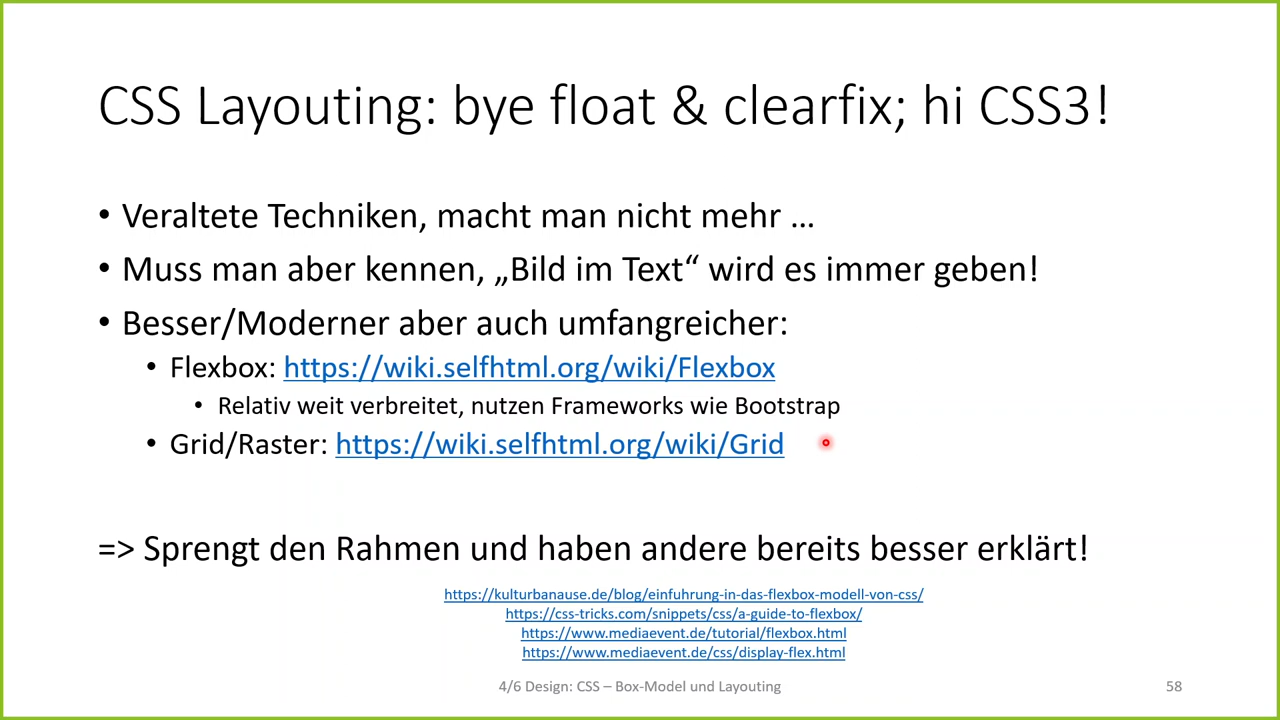 CSS Layouting: bye float & clearfix; hi CSS3!
• Veraltete Techniken, macht man nicht mehr …
• Muss man aber kennen, „Bild im Text“ wird es immer geben!
• Besser/Moderner aber auch umfangreicher:
• Flexbox: https://wiki.selfhtml.org/wiki/Flexbox
• Relativ weit verbreitet, nutzen Frameworks wie Bootstrap
• Grid/Raster: https://wiki.selfhtml.org/wiki/Grid
=> Sprengt den Rahmen und haben andere bereits besser erklärt!
https://kulturbanause.de/blog/einfuhrung-in-das-flexbox-modell-von-css/
https://css-tricks.com/snippets/css/a-guide-to-flexbox/
https://www.mediaevent.de/tutorial/flexbox.html
https://www.mediaevent.de/css/display-flex.html
4/6 Design: CSS – Box-Model und Layouting
58